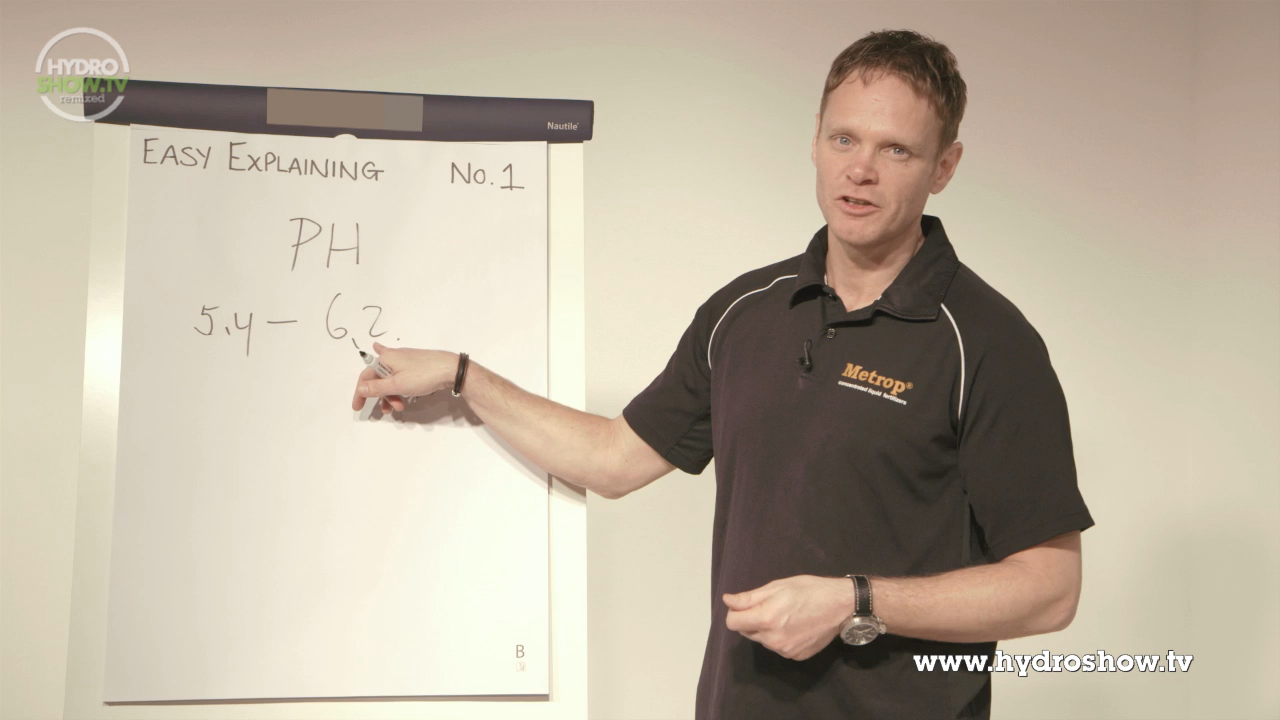 HYDRO
SHOW.TV
remixed
Nautile
EASY EXPLAINING No. 1
PH
5.4 - 6.2.
Metrop®
concentrated liquid fertilizers
B
www.hydroshow.tv